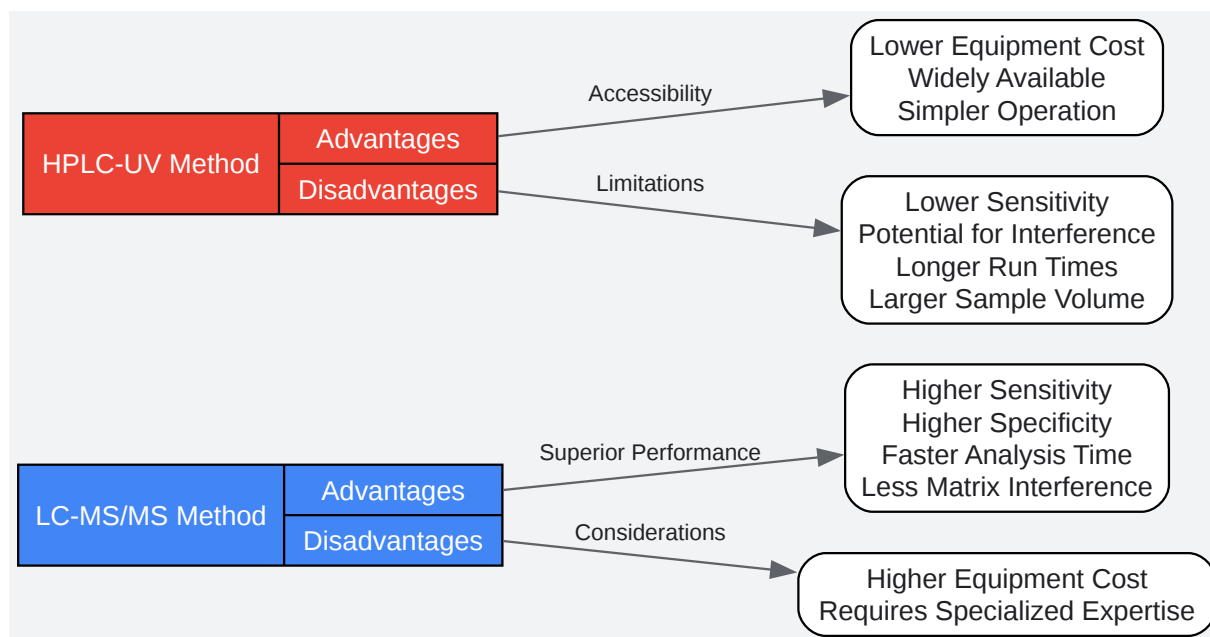 HPLC-UV Method
Advantages
Disadvantages
Accessibility
Lower Equipment Cost
Widely Available
Simpler Operation
Limitations
Lower Sensitivity
Potential for Interference
Longer Run Times
Larger Sample Volume
LC-MS/MS Method
Advantages
Disadvantages
Superior Performance
Higher Sensitivity
Higher Specificity
Faster Analysis Time
Less Matrix Interference
Considerations
Higher Equipment Cost
Requires Specialized Expertise